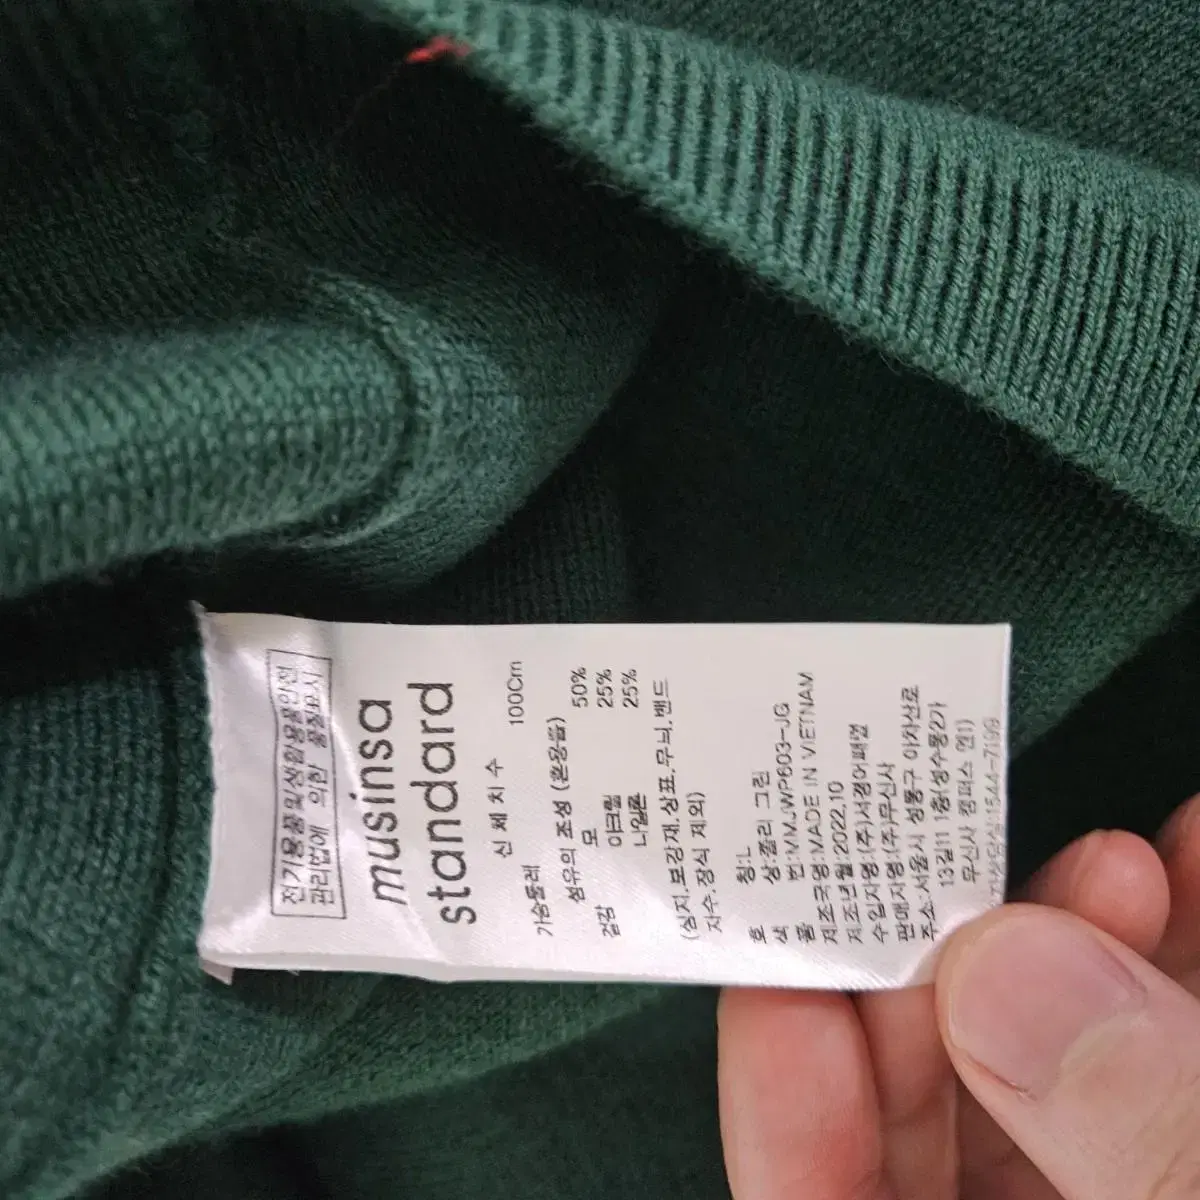 전기용품및생활용품안전
관리법에 의한 품질표시
musinsa
standard
신체치수
가슴둘레 100Cm
섬유의 조성 (혼용율)
겉감 모 50%
아크릴 25%
나일론 25%
(심지,보강재,상표,무늬,밴드
자수,장식 제외)
호 칭:L
색 상:폴리 그린
품 번:MMJWP603-JG
제조국명:MADE IN VIETNAM
제조년월:2022.10
수입자명:(주)서정어패럴
판매자명:(주)무신사
주소:서울시 성동구 아차산로
13길11 1층(성수동2가
무신사 캠퍼스 엔1)
:1544-7199